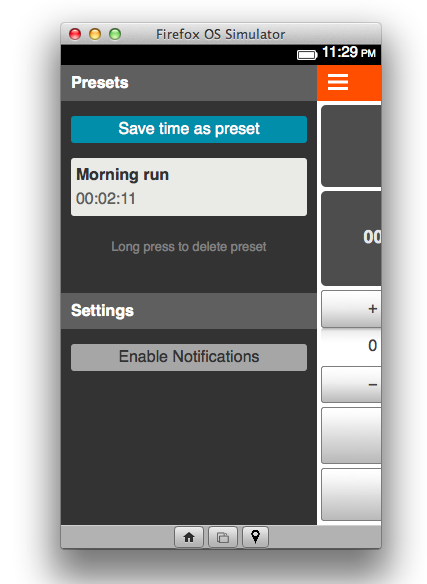 Firefox OS Simulator
11:29 PM
Presets
Save time as preset
Morning run
00:02:11
Long press to delete preset
Settings
Enable Notifications
00
+
0
−